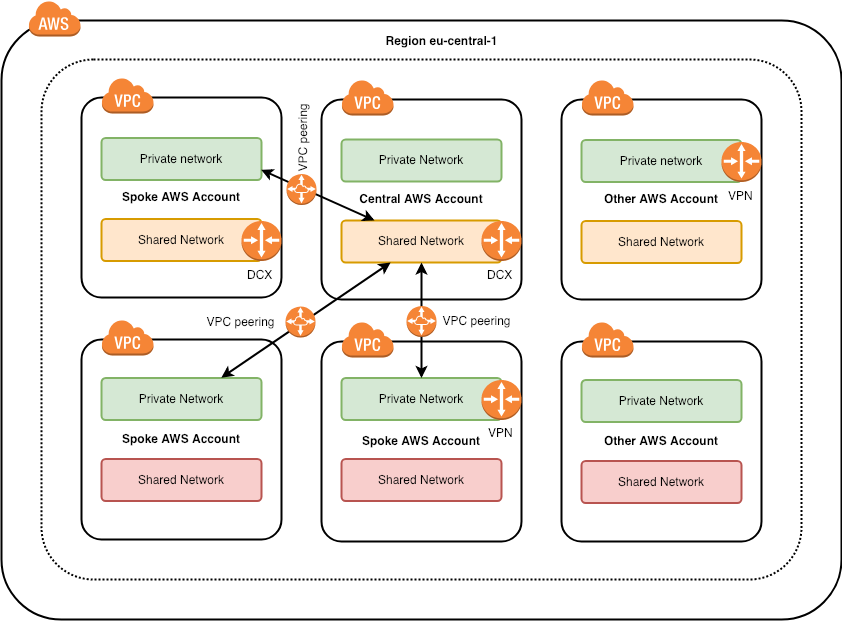 AWS
Region eu-central-1
VPC
VPC
VPC
VPC peering
Private network
Private Network
Private network
Spoke AWS Account
Central AWS Account
Other AWS Account
VPN
Shared Network
Shared Network
Shared Network
DCX
DCX
VPC peering
VPC peering
VPC
VPC
VPC
Private Network
Private Network
Private Network
VPN
Spoke AWS Account
Spoke AWS Account
Other AWS Account
Shared Network
Shared Network
Shared Network